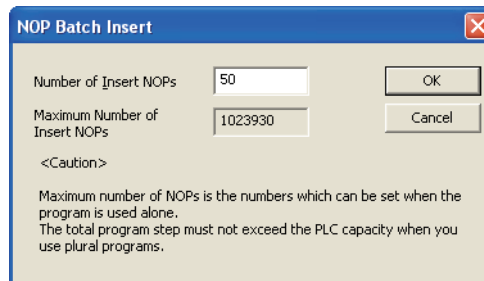 NOP Batch Insert
Number of Insert NOPs
50
OK
Maximum Number of
Insert NOPs
1023930
Cancel
<Caution>
Maximum number of NOPs is the numbers which can be set when the
program is used alone.
The total program step must not exceed the PLC capacity when you
use plural programs.